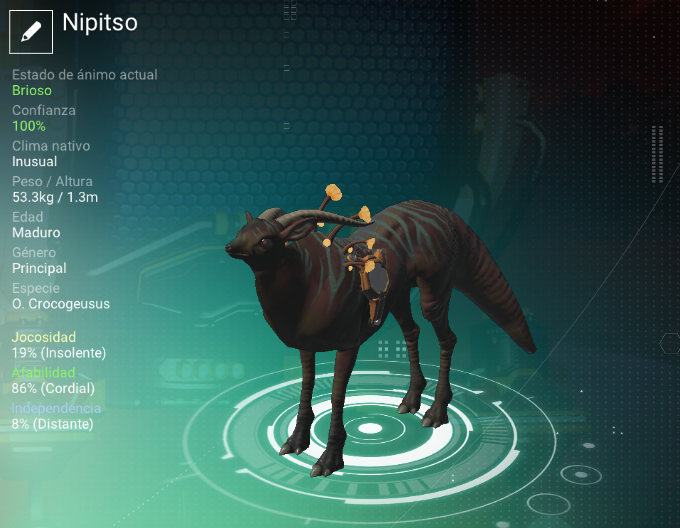 Nipitso
Estado de ánimo actual
Brioso
Confianza
100%
Clima nativo
Inusual
Peso / Altura
53.3kg / 1.3m
Edad
Maduro
Género
Principal
Especie
O. Crocogeusus
Jocosidad
19% (Insolente)
Afabilidad
86% (Cordial)
Independencia
8% (Distante)